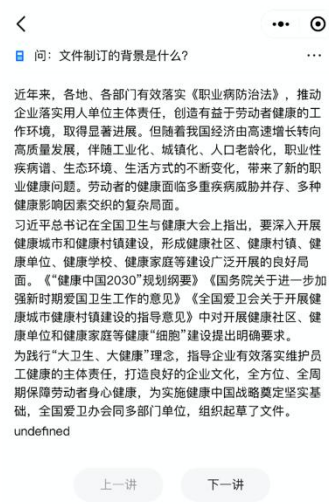 问：文件制订的背景是什么？
近年来，各地、各部门有效落实《职业病防治法》，推动
企业落实用人单位主体责任，创造有益于劳动者健康的工
作环境，取得显著进展。但随着我国经济由高速增长转向
高质量发展，伴随工业化、城镇化、人口老龄化，职业性
疾病谱、生态环境、生活方式的不断变化，带来了新的职
业健康问题。劳动者的健康面临多重疾病威胁并存、多种
健康影响因素交织的复杂局面。
习近平总书记在全国卫生与健康大会上指出，要深入开展
健康城市和健康村镇建设，形成健康社区、健康村镇、健
康单位、健康学校、健康家庭等建设广泛开展的良好局
面。《“健康中国2030”规划纲要》《国务院关于进一步加
强新时期爱国卫生工作的意见》《全国爱卫会关于开展健
康城市健康村镇建设的指导意见》中对开展健康社区、健
康单位和健康家庭等健康“细胞”建设提出明确要求。
为践行“大卫生、大健康”理念，指导企业有效落实维护员
工健康的主体责任，打造良好的企业文化，全方位、全周
期保障劳动者身心健康，为实施健康中国战略奠定坚实基
础，全国爱卫办会同多部门单位，组织起草了文件。
undefined
上一讲 下一讲